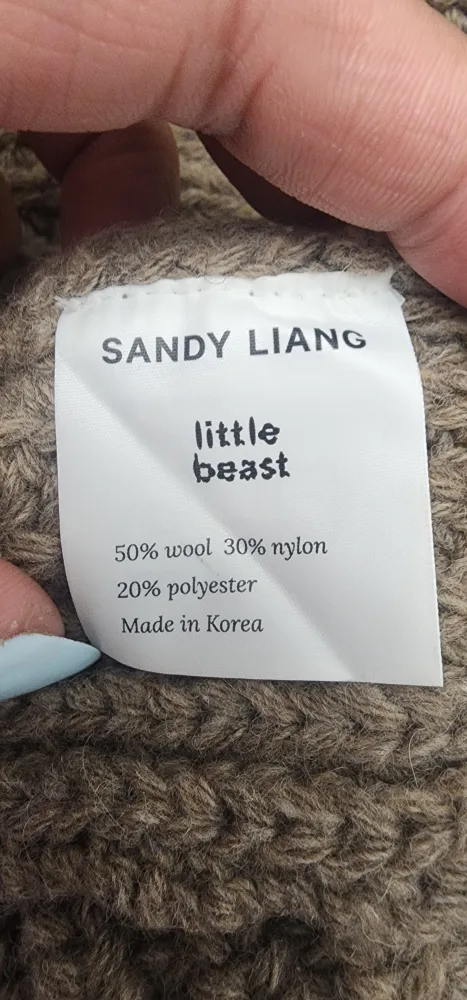 SANDY LIANG
little
beast
50% wool 30% nylon
20% polyester
Made in Korea